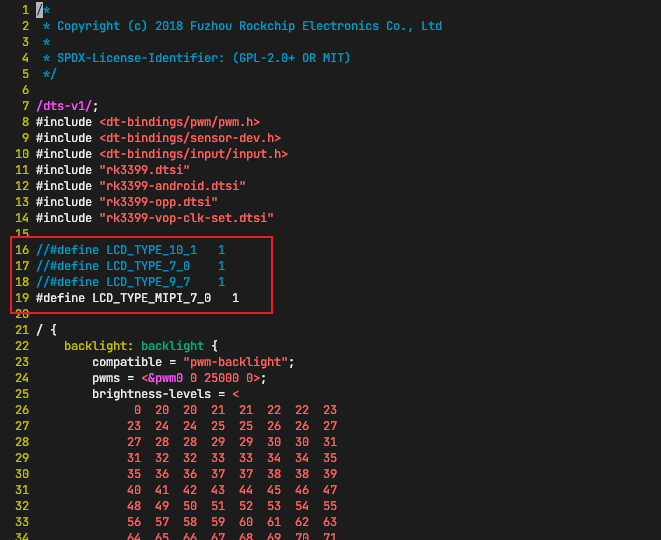 1 /*
2  * Copyright (c) 2018 Fuzhou Rockchip Electronics Co., Ltd
3  *
4  * SPDX-License-Identifier: (GPL-2.0+ OR MIT)
5  */
6
7 /dts-v1/;
8 #include <dt-bindings/pwm/pwm.h>
9 #include <dt-bindings/sensor-dev.h>
10 #include <dt-bindings/input/input.h>
11 #include "rk3399.dtsi"
12 #include "rk3399-android.dtsi"
13 #include "rk3399-opp.dtsi"
14 #include "rk3399-vop-clk-set.dtsi"
15
16 //#define LCD_TYPE_10_1   1
17 //#define LCD_TYPE_7_0    1
18 //#define LCD_TYPE_9_7    1
19 #define LCD_TYPE_MIPI_7_0   1
20
21 / {
22     backlight: backlight {
23         compatible = "pwm-backlight";
24         pwms = <&pwm0 0 25000 0>;
25         brightness-levels = <
26               0  20  20  21  21  22  22  23
27              23  24  24  25  25  26  26  27
28              27  28  28  29  29  30  30  31
29              31  32  32  33  33  34  34  35
30              35  36  36  37  37  38  38  39
31              40  41  42  43  44  45  46  47
32              48  49  50  51  52  53  54  55
33              56  57  58  59  60  61  62  63
34              64  65  66  67  68  69  70  71